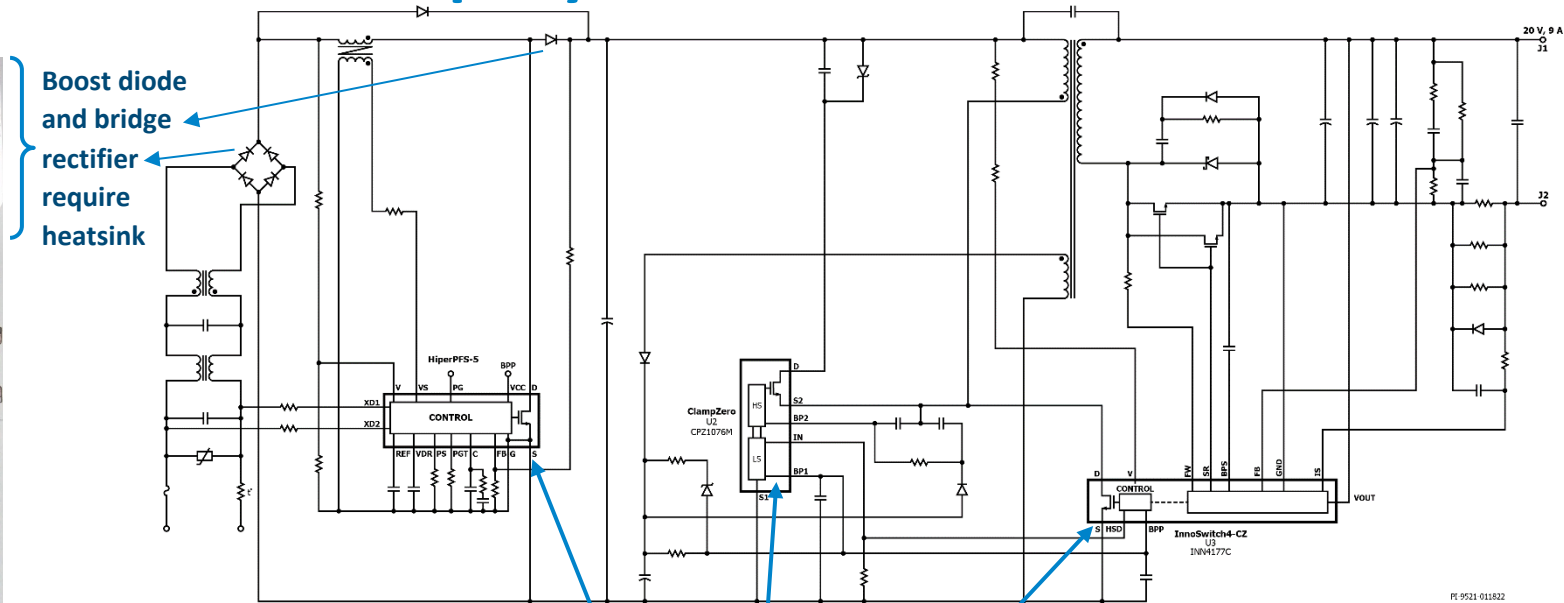 20 V, 9 A
J1
Boost diode
and bridge
rectifier
require
heatsink
J2
HiperPFS-5
BPP
V
VS
PG
VCC
D
XD1
XD2
CONTROL
REF
VDR
PS
PGT
C
FB
G
S
t°
ClampZero
U2
CPZ1076M
HS
LS
D
S2
BP2
IN
BP1
S1
D
V
FW
SR
BPS
FB
GND
IS
CONTROL
VOUT
S
HSD
BPP
InnoSwitch4-CZ
U3
INN4177C
PI-9521-011822